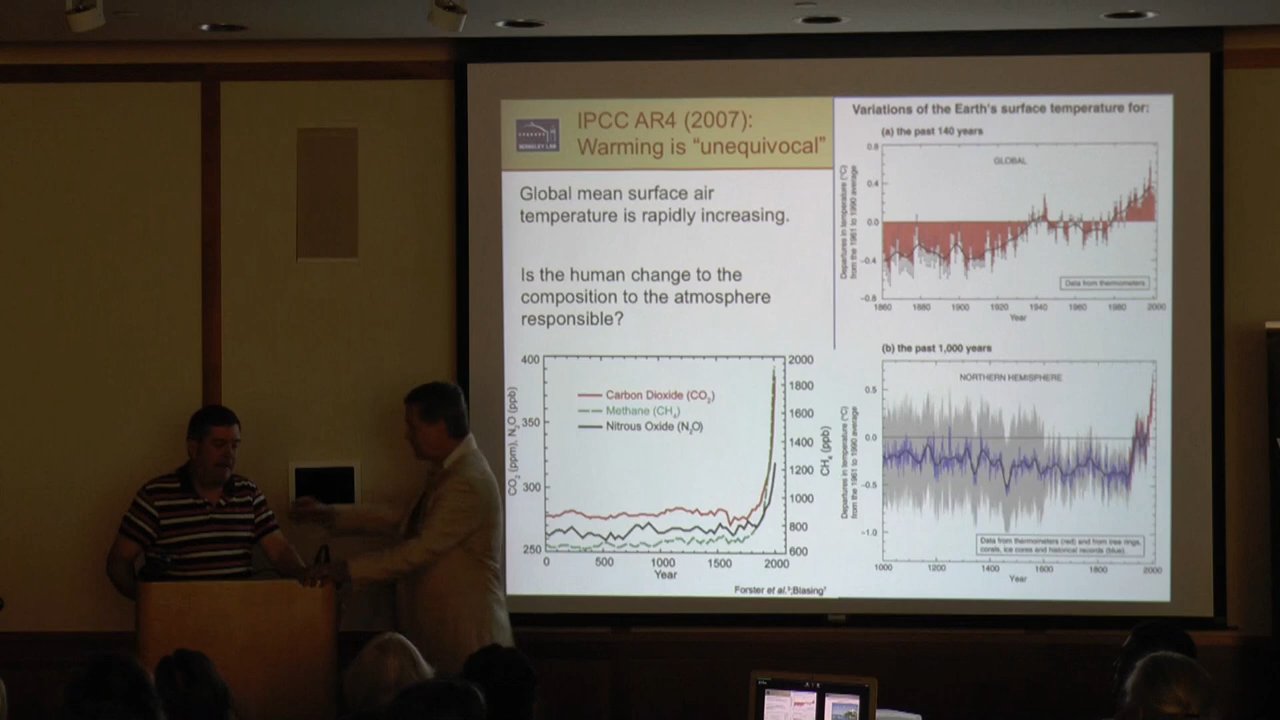 BERKELEY LAB
IPCC AR4 (2007):
Warming is “unequivocal”
Global mean surface air
temperature is rapidly increasing.
Is the human change to the
composition to the atmosphere
responsible?
400
350
300
250
CO₂ (ppm), N₂O (ppb)
Carbon Dioxide (CO₂)
Methane (CH₄)
Nitrous Oxide (N₂O)
2000
1800
1600
1400
1200
1000
800
600
CH₄ (ppb)
0 500 1000 1500 2000
Year
Forster et al.
Variations of the Earth's surface temperature for:
(a) the past 140 years
GLOBAL
0.8
0.4
0.0
−0.4
−0.8
Departures in temperature (°C)
from the 1961 to 1990 average
Data from thermometers
1860 1880 1900 1920 1940 1960 1980 2000
Year
(b) the past 1,000 years
NORTHERN HEMISPHERE
0.5
0.0
−0.5
−1.0
Departures in temperature (°C)
from the 1961 to 1990 average
Data from thermometers (red) and from tree rings,
corals, ice cores and historical records (blue).
1000 1200 1400 1600 1800 2000
Year